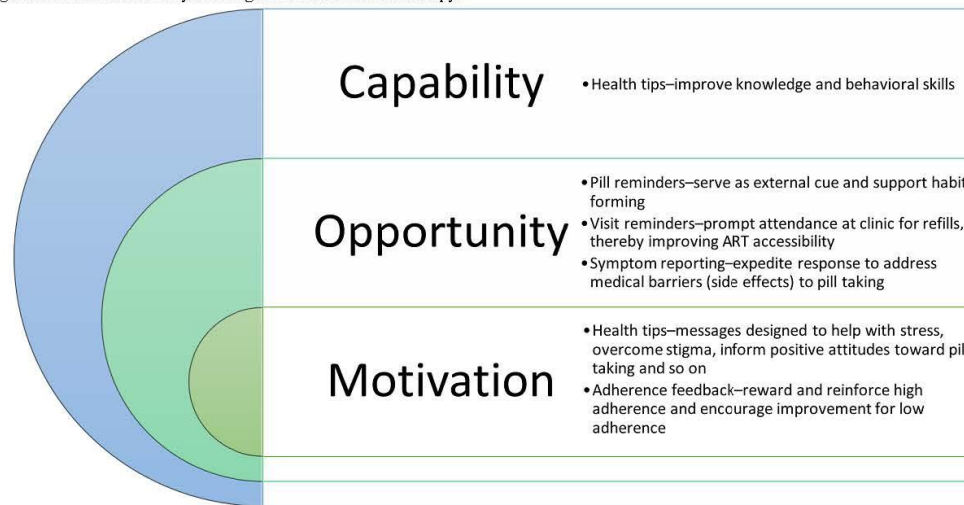 Capability
•Health tips–improve knowledge and behavioral skills
Opportunity
•Pill reminders–serve as external cue and support habit
forming
•Visit reminders–prompt attendance at clinic for refills,
thereby improving ART accessibility
•Symptom reporting–expedite response to address
medical barriers (side effects) to pill taking
Motivation
•Health tips–messages designed to help with stress,
overcome stigma, inform positive attitudes toward
taking and so on
•Adherence feedback–reward and reinforce high
adherence and encourage improvement for low
adherence